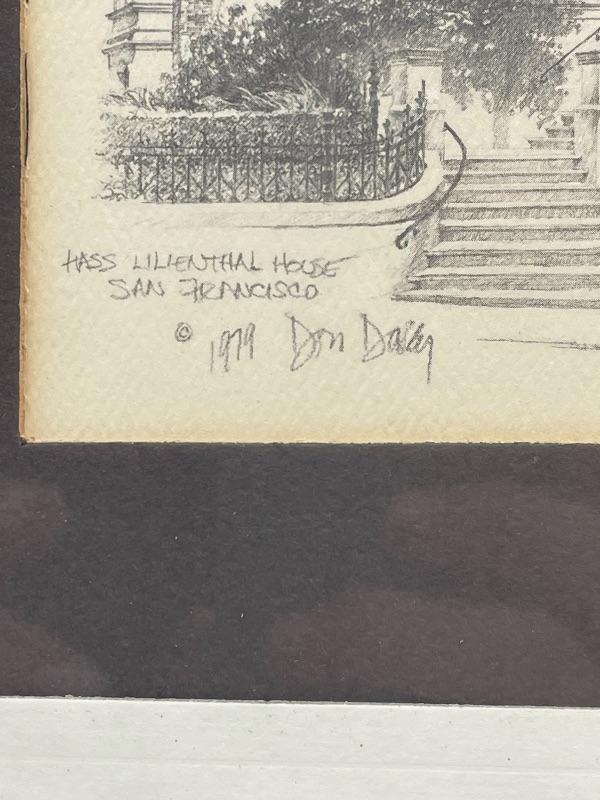 HASS LILIENTHAL HOUSE
SAN FRANCISCO
© 1979 Don Davey